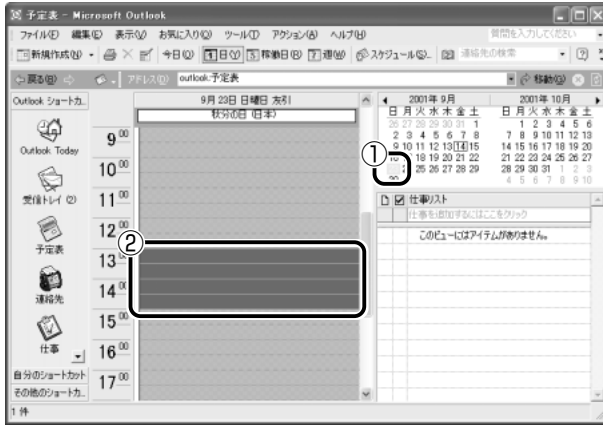 予定表 - Microsoft Outlook
ファイル(F) 編集(E) 表示(V) お気に入り(O) ツール(T) アクション(A) ヘルプ(H) 質問を入力してください
新規作成(N) 今日(O) 1 日(Y) 5 稼働日(R) 7 週(W) スケジュール(G)... 連絡先の検索
戻る(B) アドレス(D) outlook:予定表 移動(G)
Outlook ショートカ...
Outlook Today
受信トレイ (2)
予定表
連絡先
仕事
自分のショートカット
その他のショートカ...
9月 23日 日曜日 友引
秋分の日 (日本)
9 00
10 00
11 00
12 00
②
13
14 00
15 00
16 00
17 00
2001年 9月
日 月 火 水 木 金 土
26 27 28 29 30 31 1
2 3 4 5 6 7 8
9 10 11 12 13 14 15
① 18 19 20 21 22
25 26 27 28 29
2001年 10月
日 月 火 水 木 金 土
1 2 3 4 5 6
7 8 9 10 11 12 13
14 15 16 17 18 19 20
21 22 23 24 25 26 27
28 29 30 31 1 2 3
4 5 6 7 8 9 10
仕事リスト
仕事を追加するにはここをクリック
このビューにはアイテムがありません。
1 件